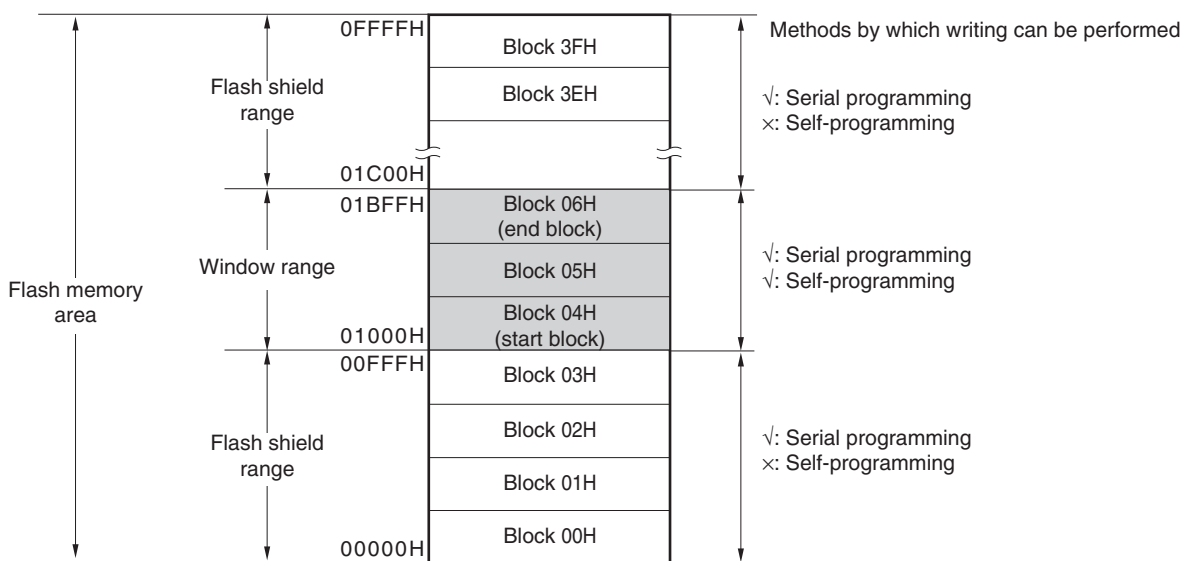 0FFFFH
Block 3FH
Methods by which writing can be performed
Flash shield
range
Block 3EH
√: Serial programming
×: Self-programming
01C00H
01BFFH
Block 06H
(end block)
Window range
Block 05H
√: Serial programming
√: Self-programming
Flash memory
area
Block 04H
(start block)
01000H
00FFFH
Block 03H
Flash shield
range
Block 02H
√: Serial programming
×: Self-programming
Block 01H
Block 00H
00000H